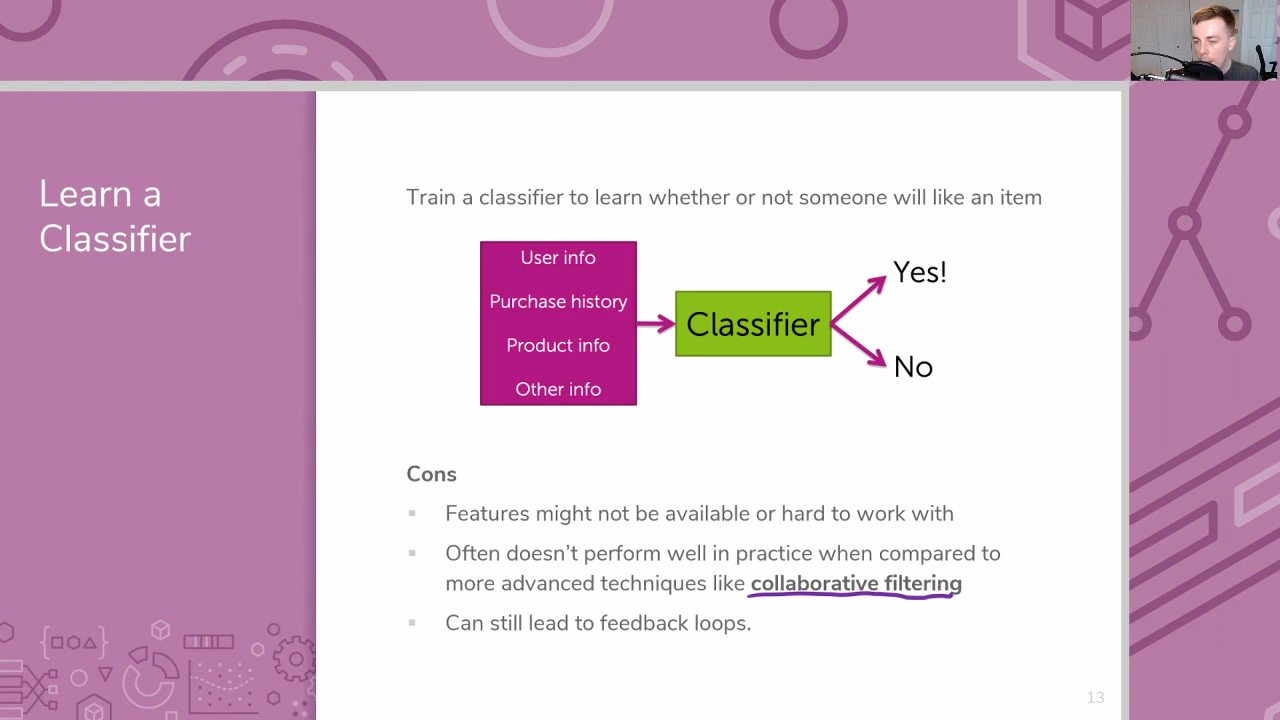 Learn a
Classifier
Train a classifier to learn whether or not someone will like an item
User info
Purchase history
Product info
Other info
Classifier
Yes!
No
Cons
▪ Features might not be available or hard to work with
▪ Often doesn't perform well in practice when compared to
more advanced techniques like collaborative filtering
▪ Can still lead to feedback loops.
13